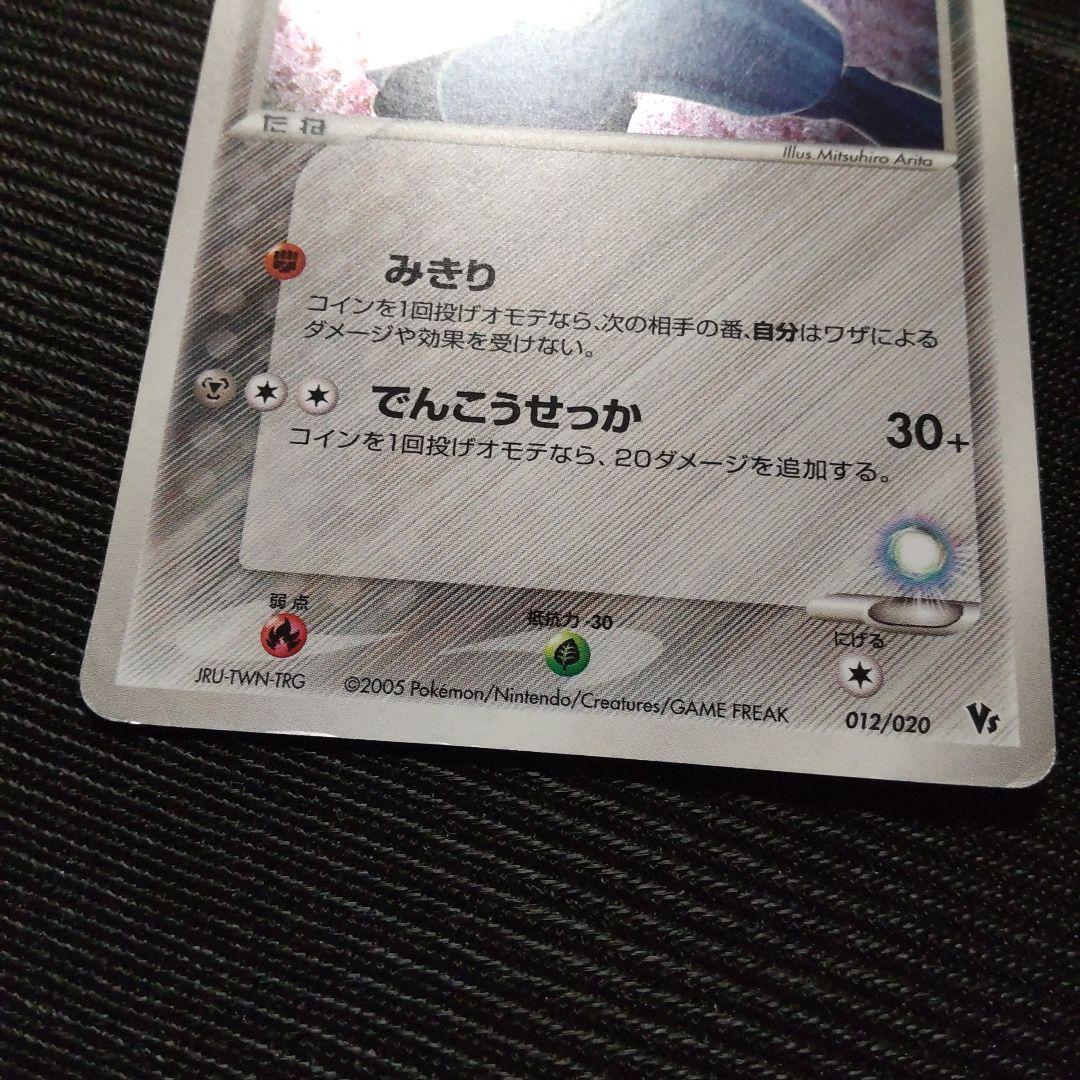 たね
Illus. Mitsuhiro Arita
みきり
コインを1回投げオモテなら、次の相手の番、自分はワザによる
ダメージや効果を受けない。
でんこうせっか 30+
コインを1回投げオモテなら、20ダメージを追加する。
弱点 抵抗力 -30 にげる
JRU-TWN-TRG ©2005 Pokémon/Nintendo/Creatures/GAME FREAK 012/020 Vs